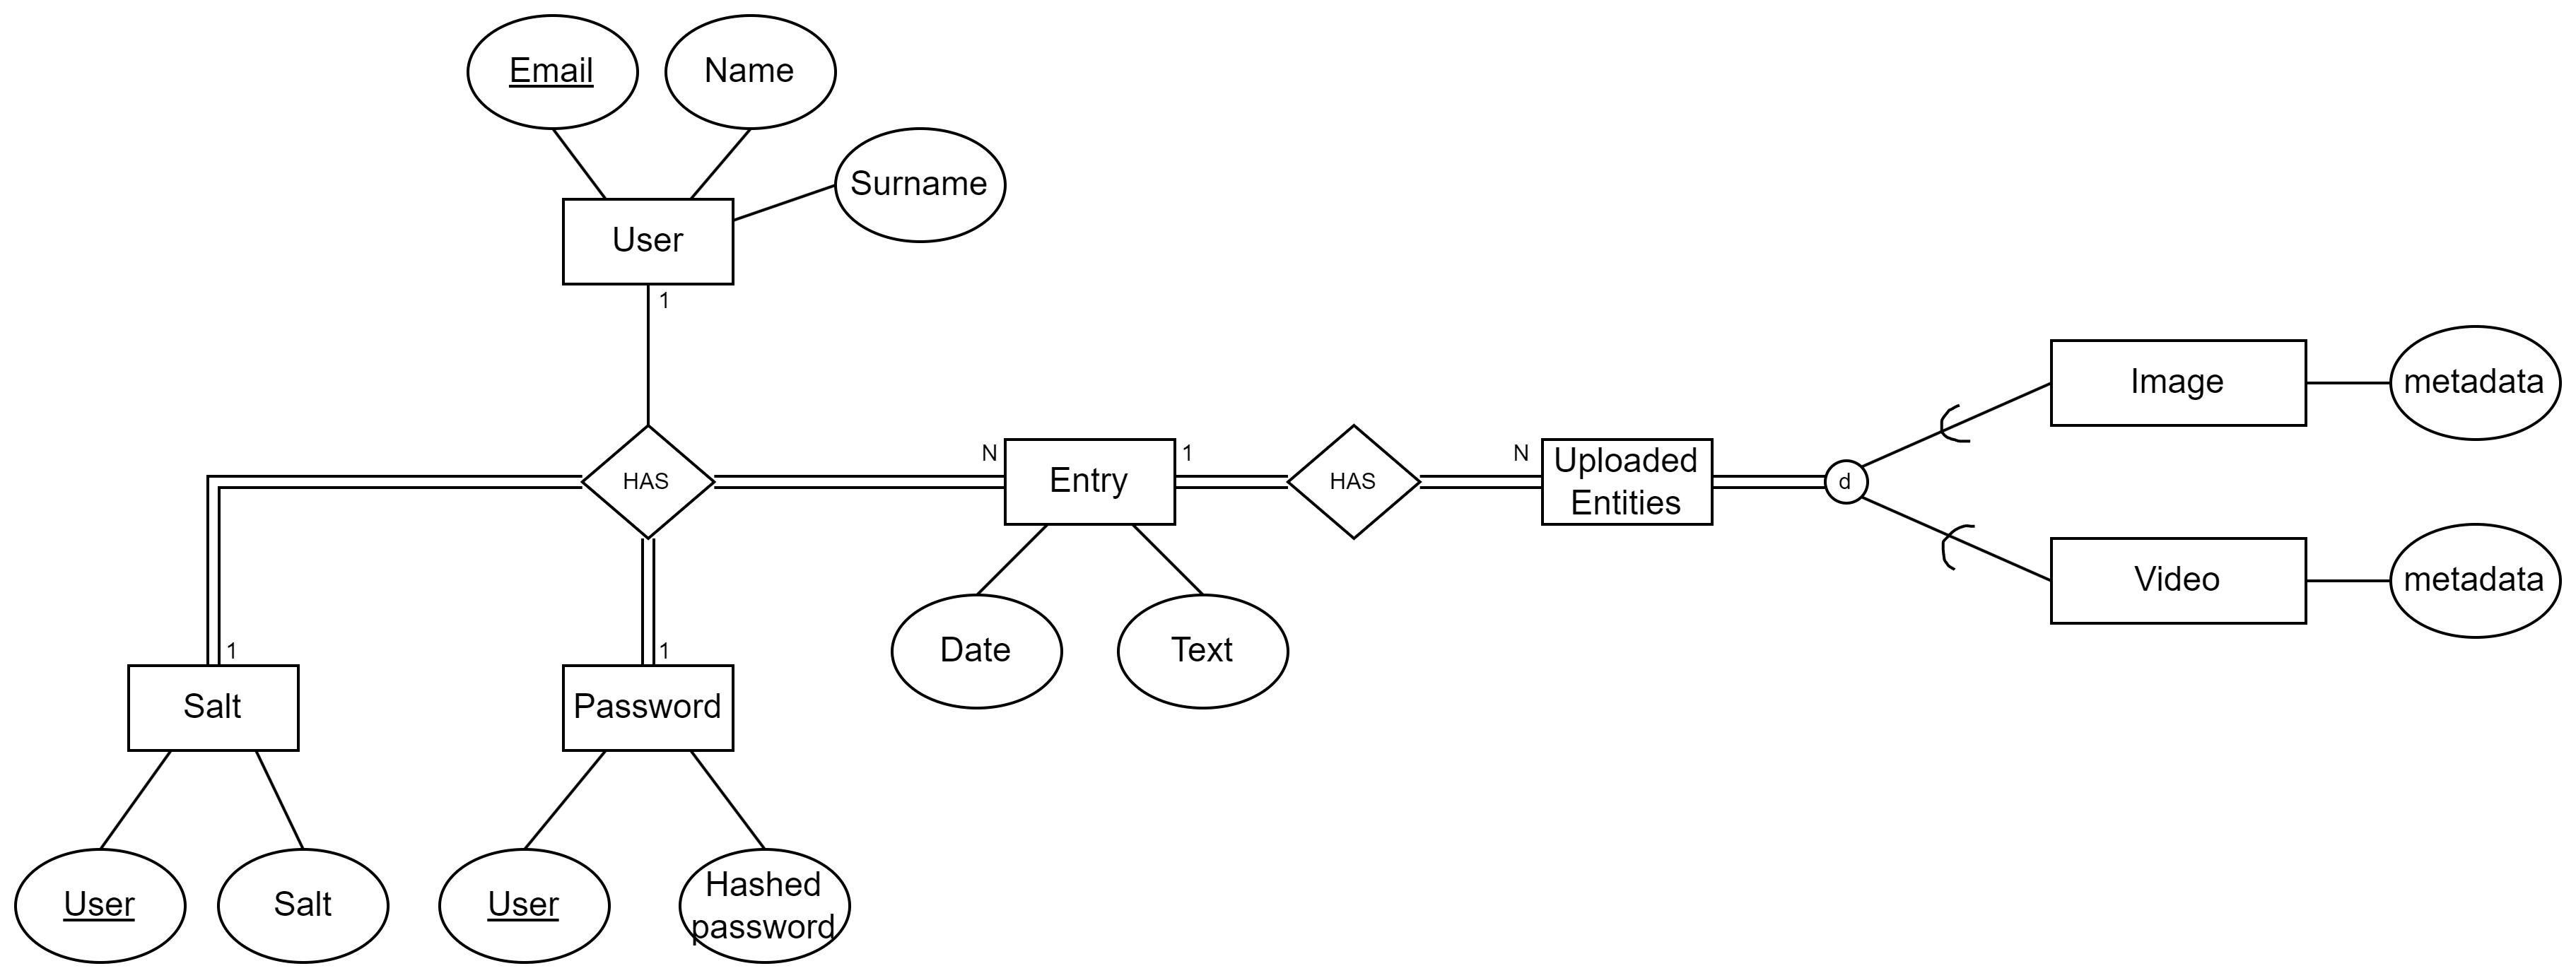 Email
Name
Surname
User
1
HAS
N
Entry
1
HAS
N
Uploaded
Entities
d
Image
metadata
Video
metadata
Date
Text
1
Salt
1
Password
User
Salt
User
Hashed
password